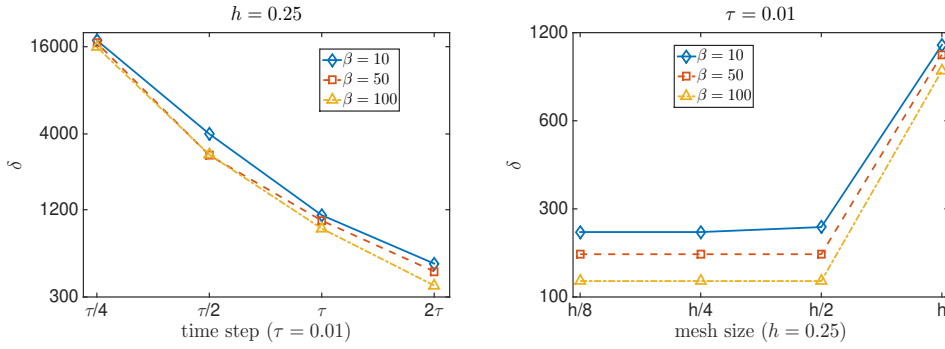 h = 0.25
16000
4000
1200
300
δ
β = 10
β = 50
β = 100
τ/4
τ/2
τ
2τ
time step (τ = 0.01)
τ = 0.01
1200
600
300
100
δ
β = 10
β = 50
β = 100
h/8
h/4
h/2
h
mesh size (h = 0.25)